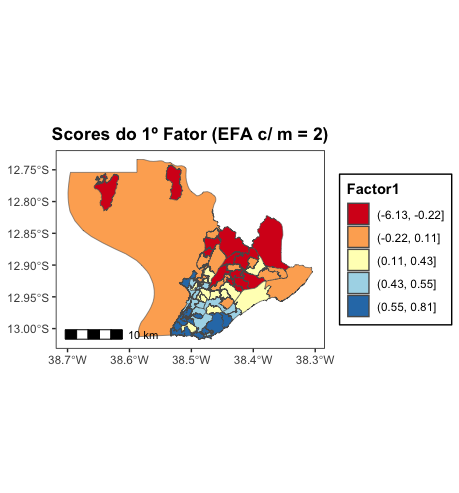 Scores do 1º Fator (EFA c/ m = 2)
12.75°S
12.80°S
12.85°S
12.90°S
12.95°S
13.00°S
10 km
38.7°W 38.6°W 38.5°W 38.4°W 38.3°W
Factor1
(-6.13, -0.22]
(-0.22, 0.11]
(0.11, 0.43]
(0.43, 0.55]
(0.55, 0.81]